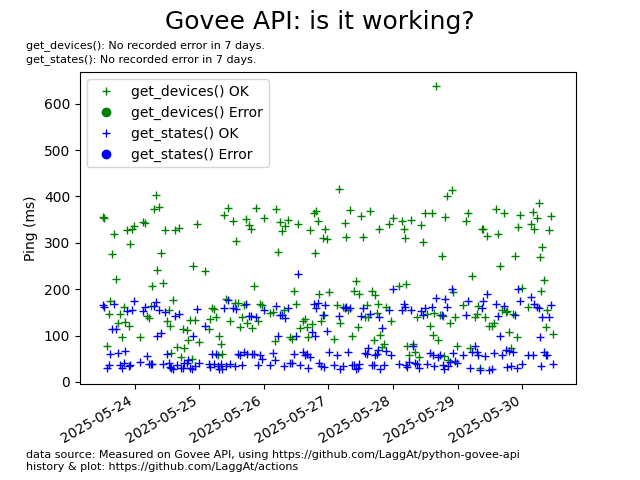 Govee API: is it working?
get_devices(): No recorded error in 7 days.
get_states(): No recorded error in 7 days.
get_devices() OK
get_devices() Error
get_states() OK
get_states() Error
Ping (ms)
600
500
400
300
200
100
0
2025-05-24
2025-05-25
2025-05-26
2025-05-27
2025-05-28
2025-05-29
2025-05-30
data source: Measured on Govee API, using https://github.com/LaggAt/python-govee-api
history & plot: https://github.com/LaggAt/actions